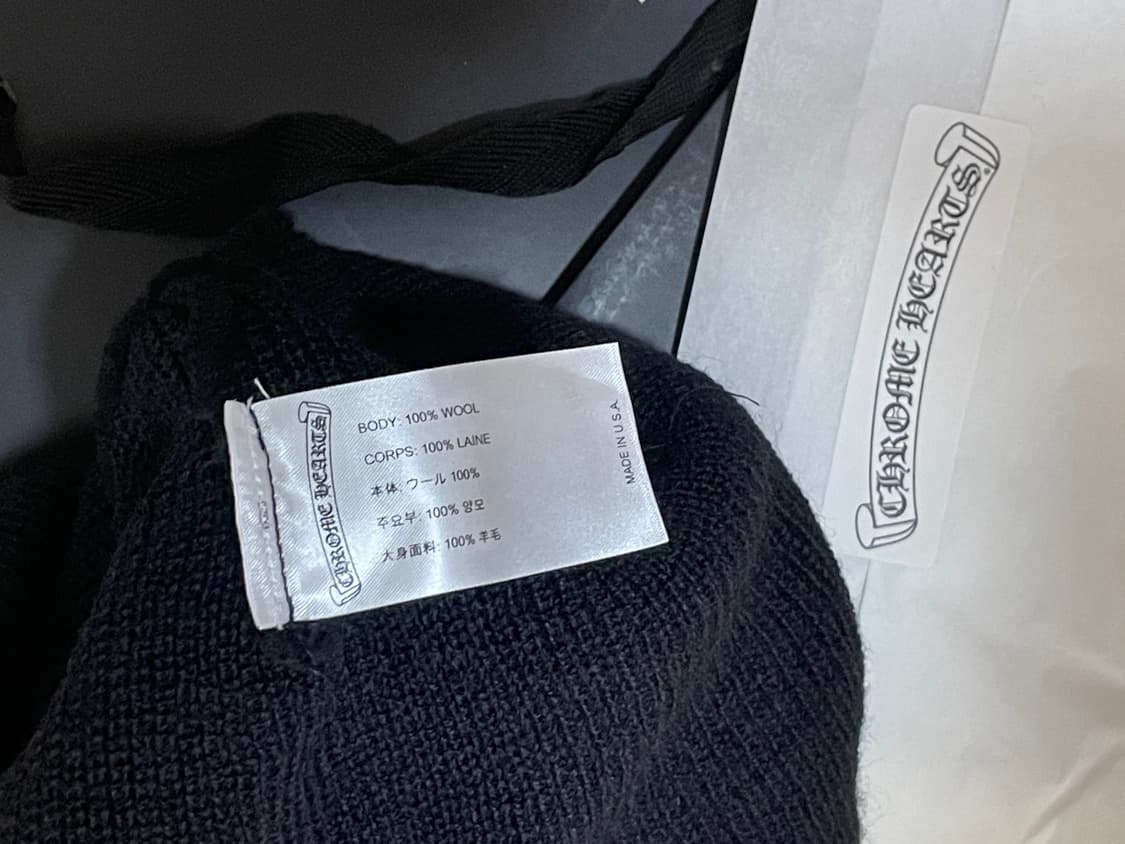 CHROME HEARTS
BODY: 100% WOOL
CORPS: 100% LAINE
本体, ウール 100%
주요부: 100% 양모
大身面料: 100% 羊毛
MADE IN U.S.A.
CHROME HEARTS